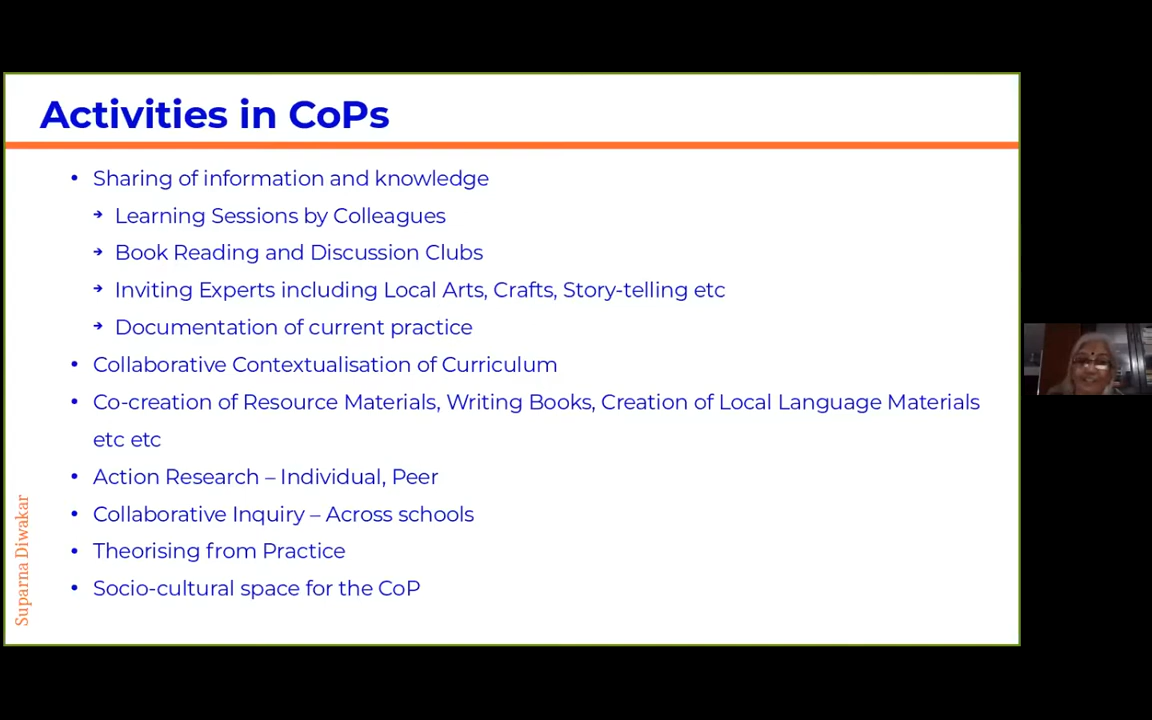 Activities in CoPs
• Sharing of information and knowledge
➔ Learning Sessions by Colleagues
➔ Book Reading and Discussion Clubs
➔ Inviting Experts including Local Arts, Crafts, Story-telling etc
➔ Documentation of current practice
• Collaborative Contextualisation of Curriculum
• Co-creation of Resource Materials, Writing Books, Creation of Local Language Materials
etc etc
• Action Research – Individual, Peer
• Collaborative Inquiry – Across schools
• Theorising from Practice
• Socio-cultural space for the CoP
Suparna Diwakar